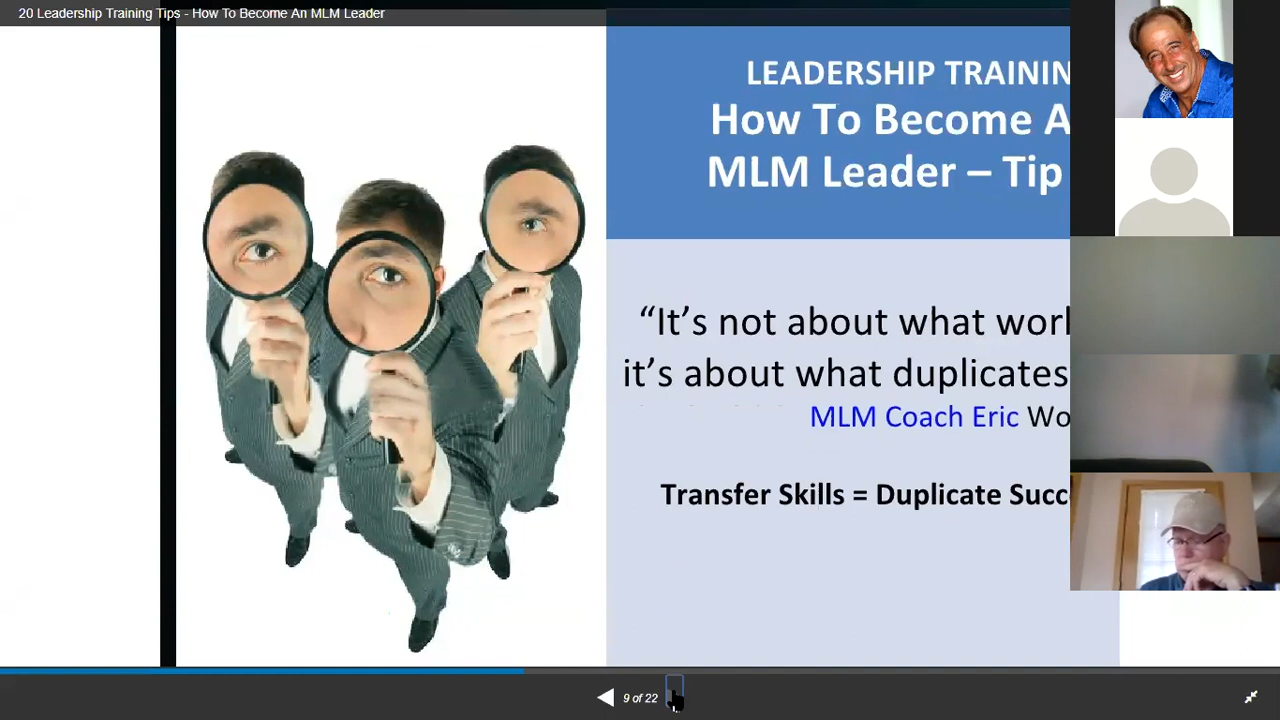 20 Leadership Training Tips - How To Become An MLM Leader
LEADERSHIP TRAININ
How To Become A
MLM Leader – Tip
“It’s not about what worl
it’s about what duplicates
MLM Coach Eric Wo
Transfer Skills = Duplicate Succ
9 of 22